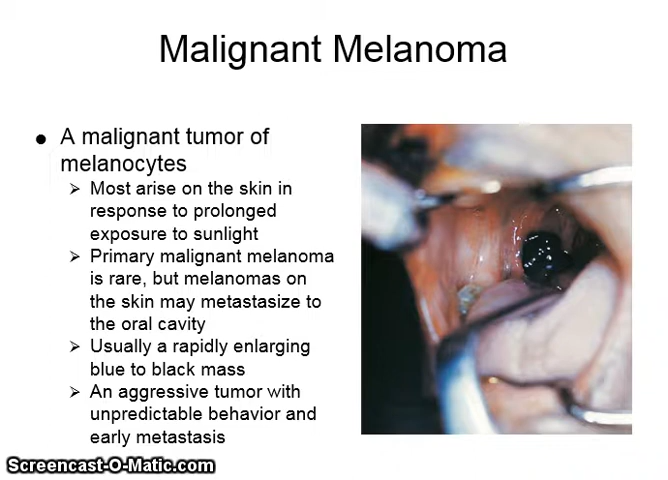 Malignant Melanoma
● A malignant tumor of
melanocytes
➢ Most arise on the skin in
response to prolonged
exposure to sunlight
➢ Primary malignant melanoma
is rare, but melanomas on
the skin may metastasize to
the oral cavity
➢ Usually a rapidly enlarging
blue to black mass
➢ An aggressive tumor with
unpredictable behavior and
early metastasis
Screencast-O-Matic.com